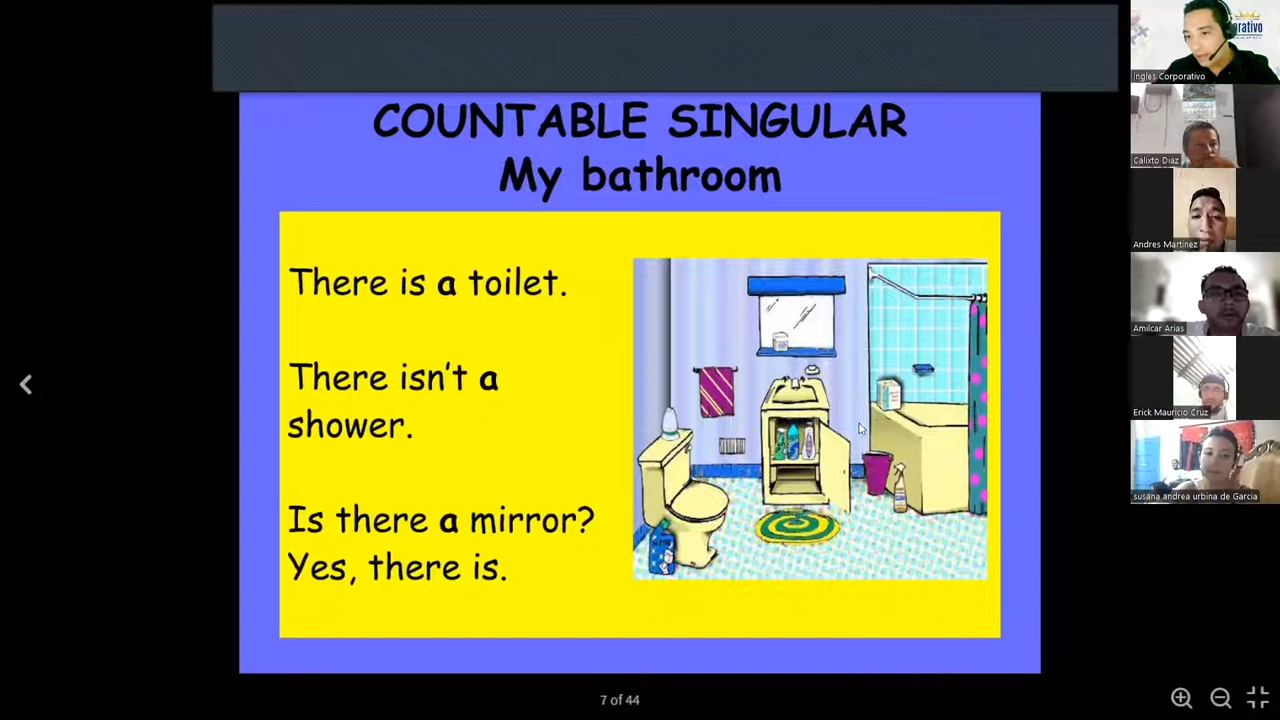 COUNTABLE SINGULAR
My bathroom
There is a toilet.
There isn't a
shower.
Is there a mirror?
Yes, there is.
7 of 44
orativo
Ingles Corporativo
Calixto Diaz
Andres Martinez
Amilcar Arias
Erick Mauricio Cruz
susana andrea urbina de Garcia